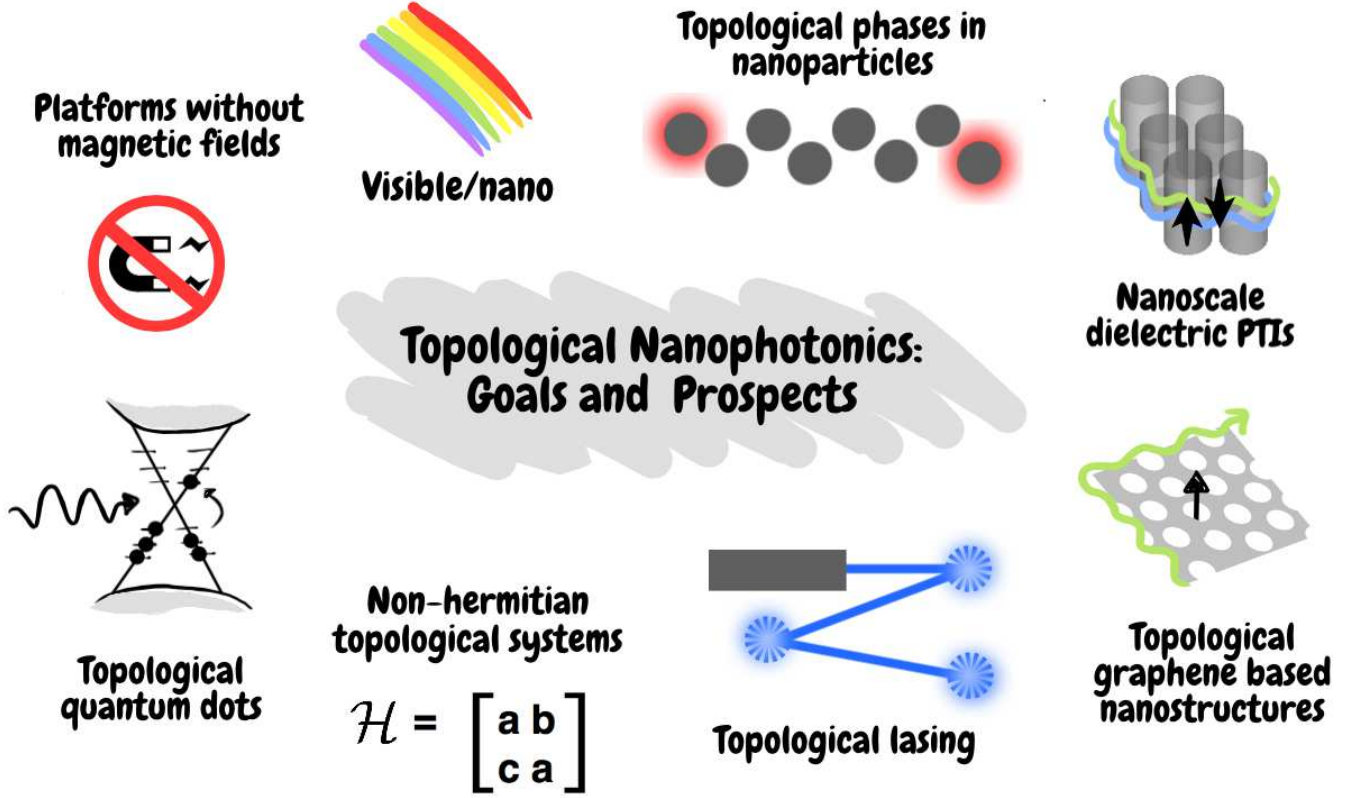 Topological phases in
nanoparticles
Platforms without
magnetic fields
Visible/nano
Nanoscale
dielectric PTIs
Topological Nanophotonics:
Goals and Prospects
Non-hermitian
topological systems
Topological
quantum dots
Topological
graphene based
nanostructures
ℋ = [a b
c a]
Topological lasing